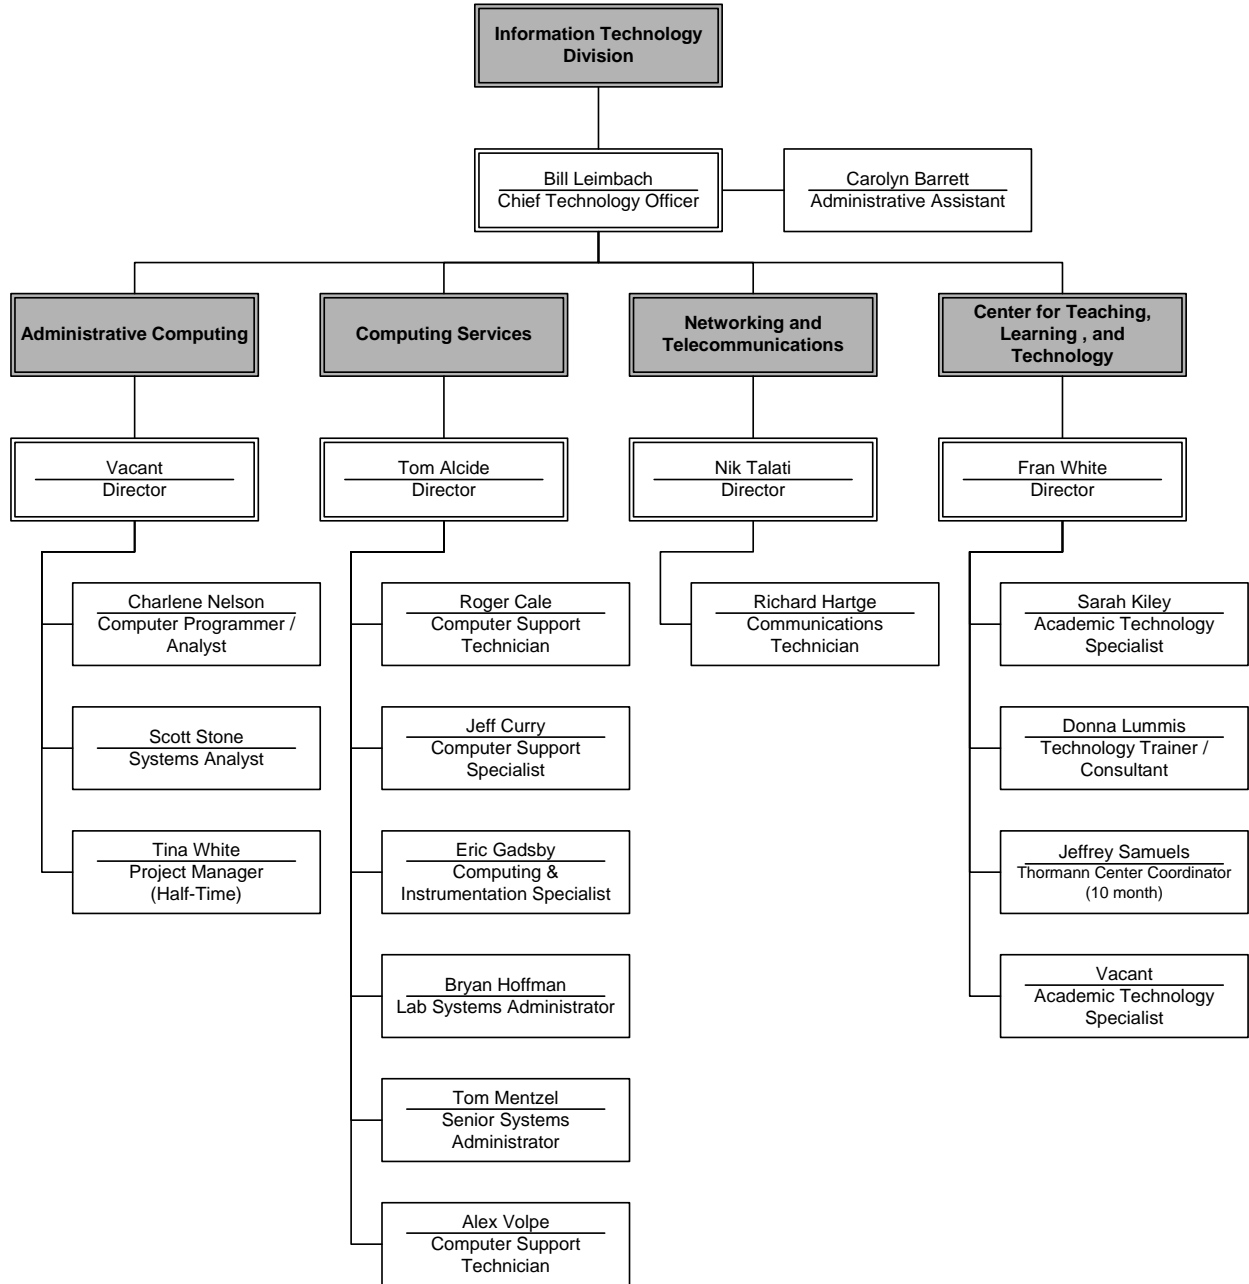 Information Technology
Division
Bill Leimbach
Chief Technology Officer
Carolyn Barrett
Administrative Assistant
Administrative Computing
Computing Services
Networking and
Telecommunications
Center for Teaching,
Learning , and
Technology
Vacant
Director
Tom Alcide
Director
Nik Talati
Director
Fran White
Director
Charlene Nelson
Computer Programmer /
Analyst
Scott Stone
Systems Analyst
Tina White
Project Manager
(Half-Time)
Roger Cale
Computer Support
Technician
Jeff Curry
Computer Support
Specialist
Eric Gadsby
Computing &
Instrumentation Specialist
Bryan Hoffman
Lab Systems Administrator
Tom Mentzel
Senior Systems
Administrator
Alex Volpe
Computer Support
Technician
Richard Hartge
Communications
Technician
Sarah Kiley
Academic Technology
Specialist
Donna Lummis
Technology Trainer /
Consultant
Jeffrey Samuels
Thormann Center Coordinator
(10 month)
Vacant
Academic Technology
Specialist